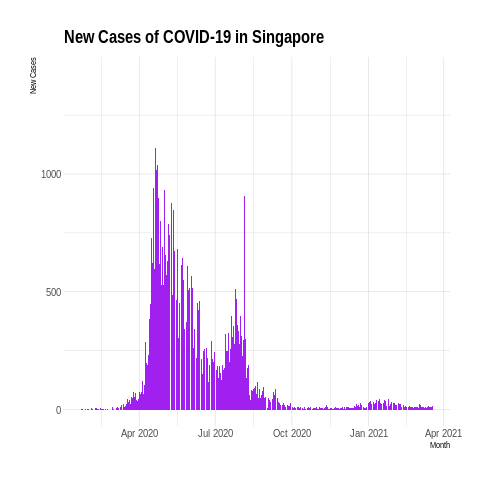 New Cases of COVID-19 in Singapore
New Cases
1000
500
0
Apr 2020 Jul 2020 Oct 2020 Jan 2021 Apr 2021
Month